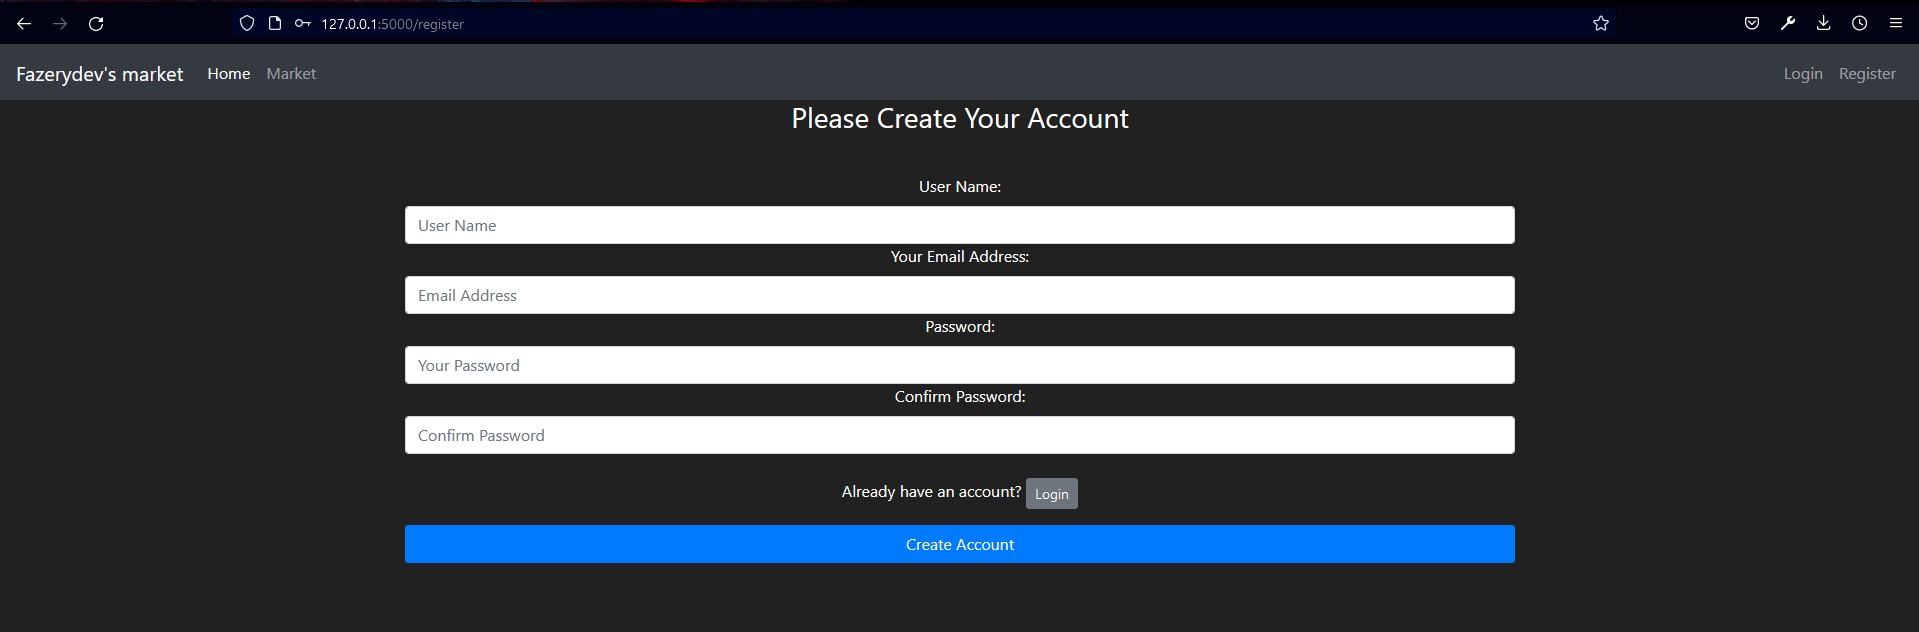 127.0.0.1:5000/register
Fazerydev's market Home Market Login Register
Please Create Your Account
User Name:
User Name
Your Email Address:
Email Address
Password:
Your Password
Confirm Password:
Confirm Password
Already have an account? Login
Create Account